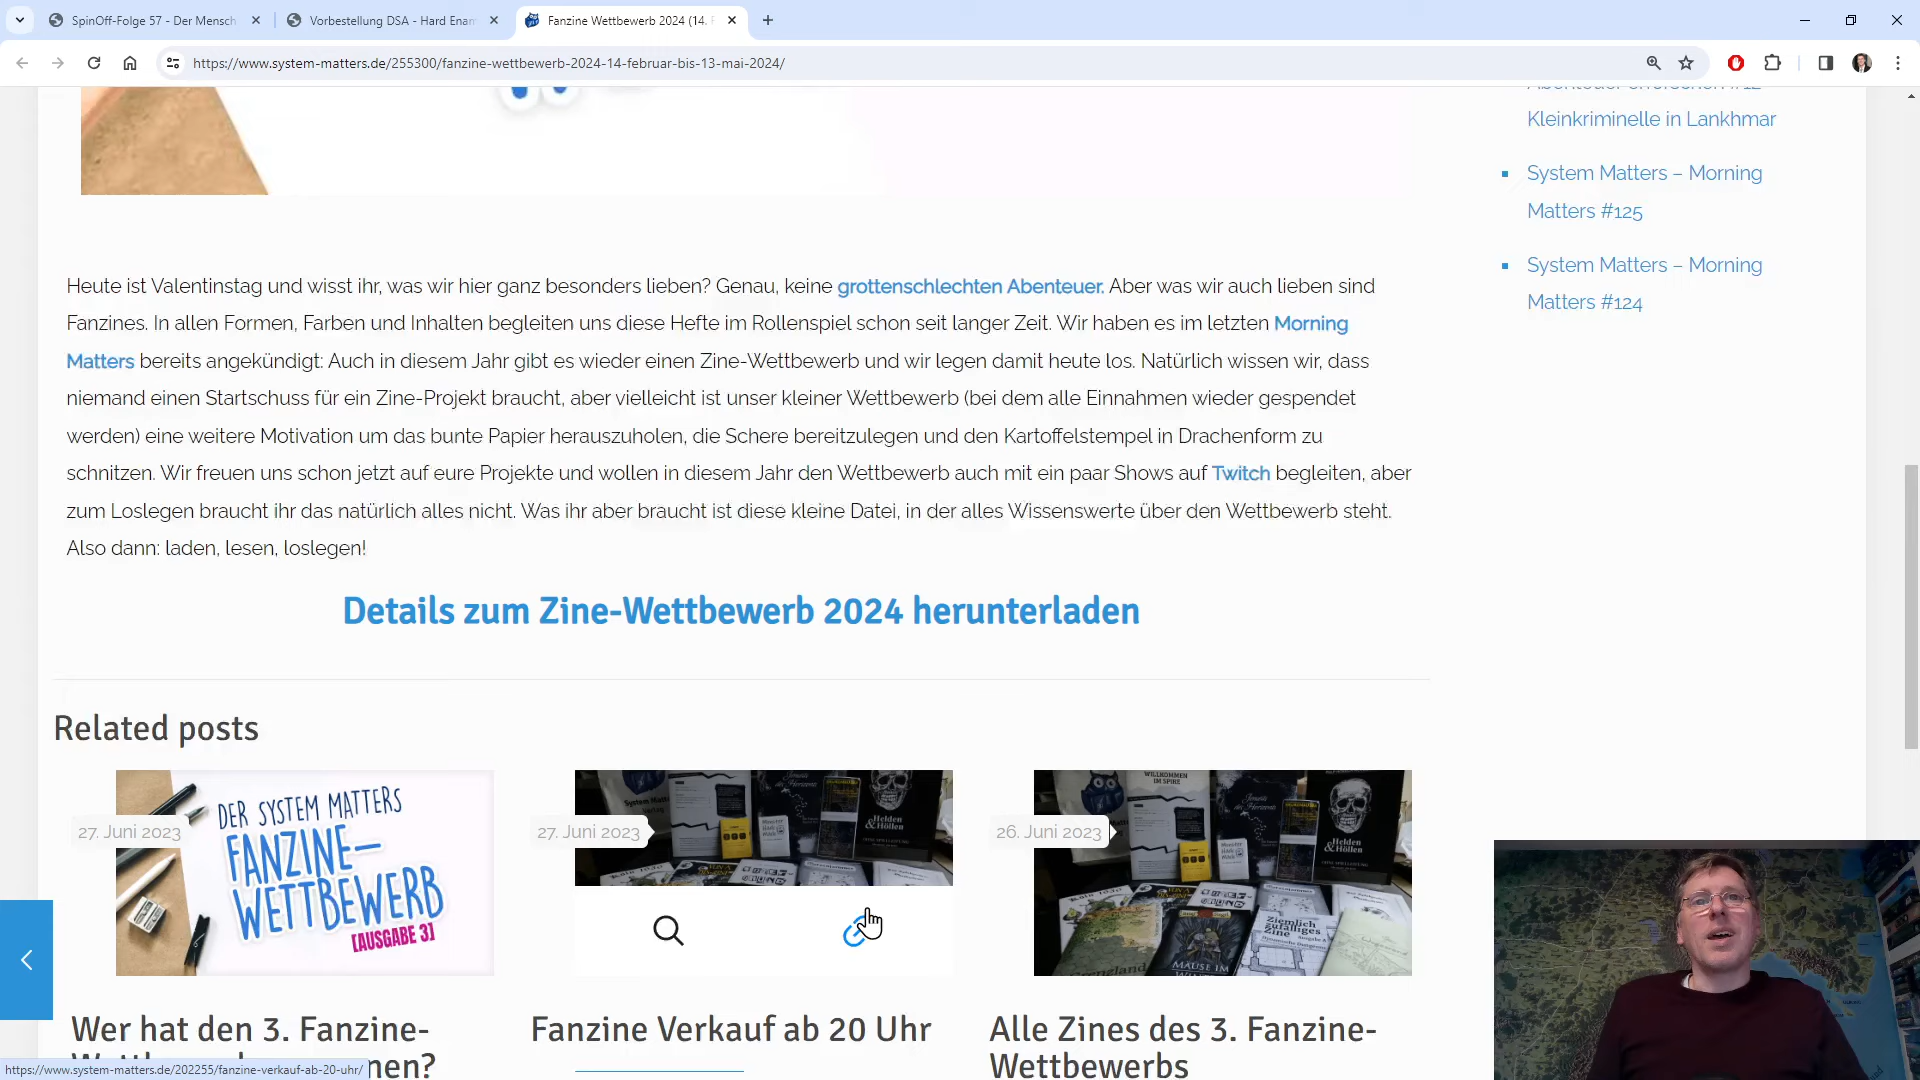 SpinOff-Folge 57 - Der Mensch
Vorbestellung DSA - Hard Enam
Fanzine Wettbewerb 2024 (14. F
https://www.system-matters.de/255300/fanzine-wettbewerb-2024-14-februar-bis-13-mai-2024/
Kleinkriminelle in Lankhmar
System Matters – Morning
Matters #125
System Matters – Morning
Matters #124
Heute ist Valentinstag und wisst ihr, was wir hier ganz besonders lieben? Genau, keine grottenschlechten Abenteuer. Aber was wir auch lieben sind
Fanzines. In allen Formen, Farben und Inhalten begleiten uns diese Hefte im Rollenspiel schon seit langer Zeit. Wir haben es im letzten Morning
Matters bereits angekündigt: Auch in diesem Jahr gibt es wieder einen Zine-Wettbewerb und wir legen damit heute los. Natürlich wissen wir, dass
niemand einen Startschuss für ein Zine-Projekt braucht, aber vielleicht ist unser kleiner Wettbewerb (bei dem alle Einnahmen wieder gespendet
werden) eine weitere Motivation um das bunte Papier herauszuholen, die Schere bereitzulegen und den Kartoffelstempel in Drachenform zu
schnitzen. Wir freuen uns schon jetzt auf eure Projekte und wollen in diesem Jahr den Wettbewerb auch mit ein paar Shows auf Twitch begleiten, aber
zum Loslegen braucht ihr das natürlich alles nicht. Was ihr aber braucht ist diese kleine Datei, in der alles Wissenswerte über den Wettbewerb steht.
Also dann: laden, lesen, loslegen!
Details zum Zine-Wettbewerb 2024 herunterladen
Related posts
27. Juni 2023
DER SYSTEM MATTERS
FANZINE-
WETTBEWERB
[AUSGABE 3]
27. Juni 2023
Helden
& Höllen
26. Juni 2023
WILLKOMMEN
IM SPIRE
Helden
& Höllen
Ziemlich
zufälliges
Zine
MÄUSE IM
Wer hat den 3. Fanzine-
nen?
Fanzine Verkauf ab 20 Uhr
Alle Zines des 3. Fanzine-
Wettbewerbs
https://www.system-matters.de/202255/fanzine-verkauf-ab-20-uhr/